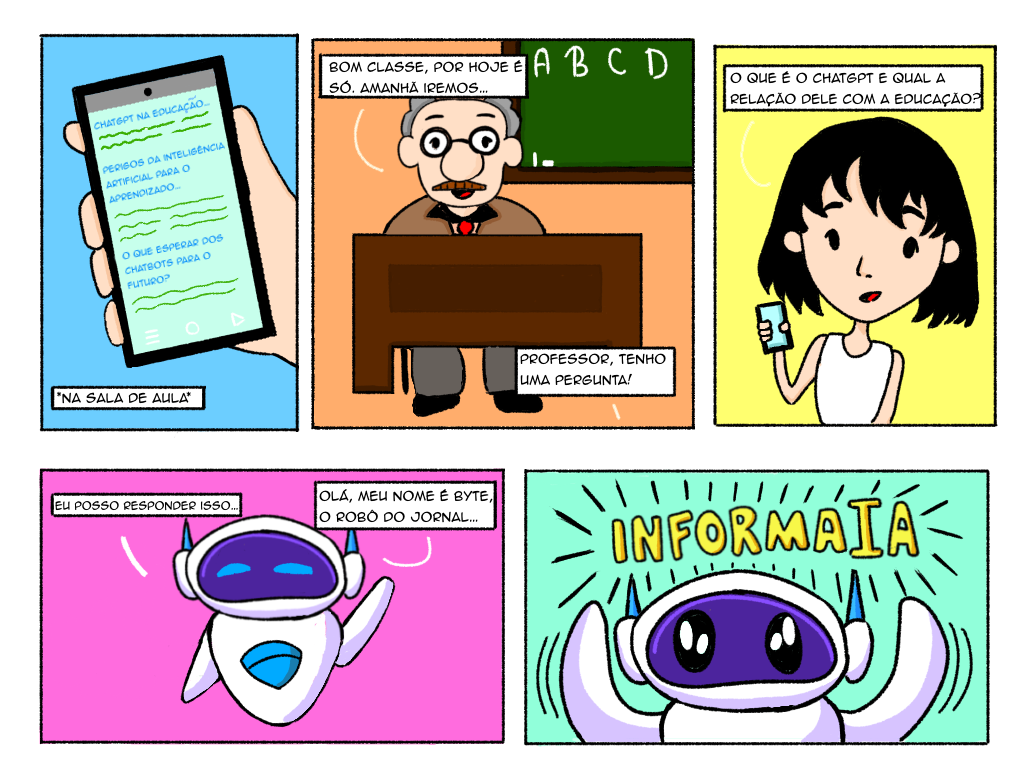 CHATGPT NA EDUCAÇÃO...
PERIGOS DA INTELIGÊNCIA
ARTIFICIAL PARA O
APRENDIZADO...
O QUE ESPERAR DOS
CHATBOTS PARA O
FUTURO?
*NA SALA DE AULA*
BOM CLASSE, POR HOJE É
SÓ. AMANHÃ IREMOS...
A B C D
PROFESSOR, TENHO
UMA PERGUNTA!
O QUE É O CHATGPT E QUAL A
RELAÇÃO DELE COM A EDUCAÇÃO?
EU POSSO RESPONDER ISSO...
OLÁ, MEU NOME É BYTE,
O ROBÔ DO JORNAL...
INFORMAIA